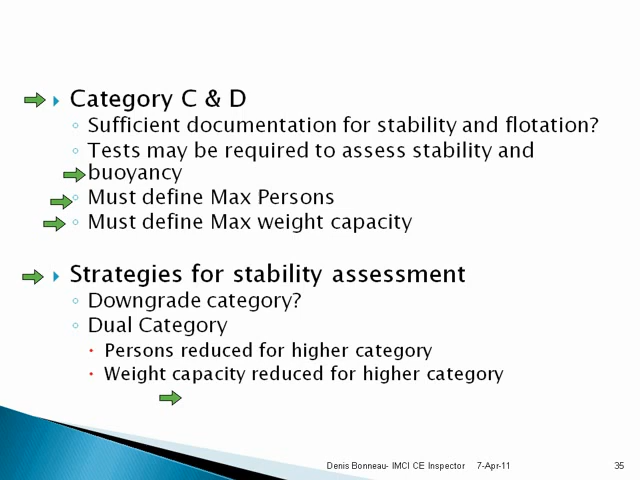 Category C & D
Sufficient documentation for stability and flotation?
Tests may be required to assess stability and
buoyancy
Must define Max Persons
Must define Max weight capacity
Strategies for stability assessment
Downgrade category?
Dual Category
Persons reduced for higher category
Weight capacity reduced for higher category
Denis Bonneau- IMCI CE Inspector 7-Apr-11 35